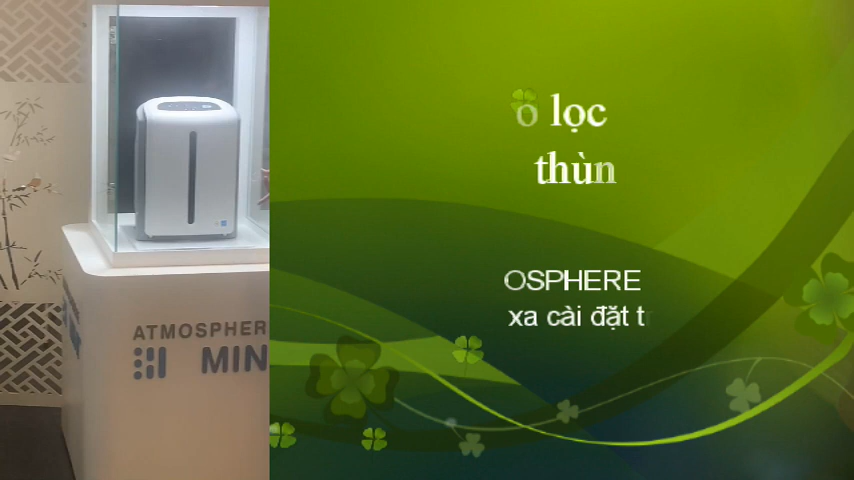 ATMOSPHER
MIN
o lọc
thùn
OSPHERE
xa cài đặt t